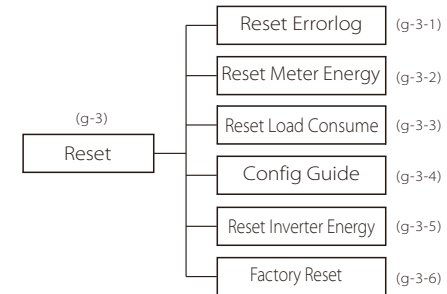 Reset Errorlog (g-3-1)
Reset Meter Energy (g-3-2)
(g-3)
Reset Load Consume (g-3-3)
Reset
Config Guide (g-3-4)
Reset Inverter Energy (g-3-5)
Factory Reset (g-3-6)